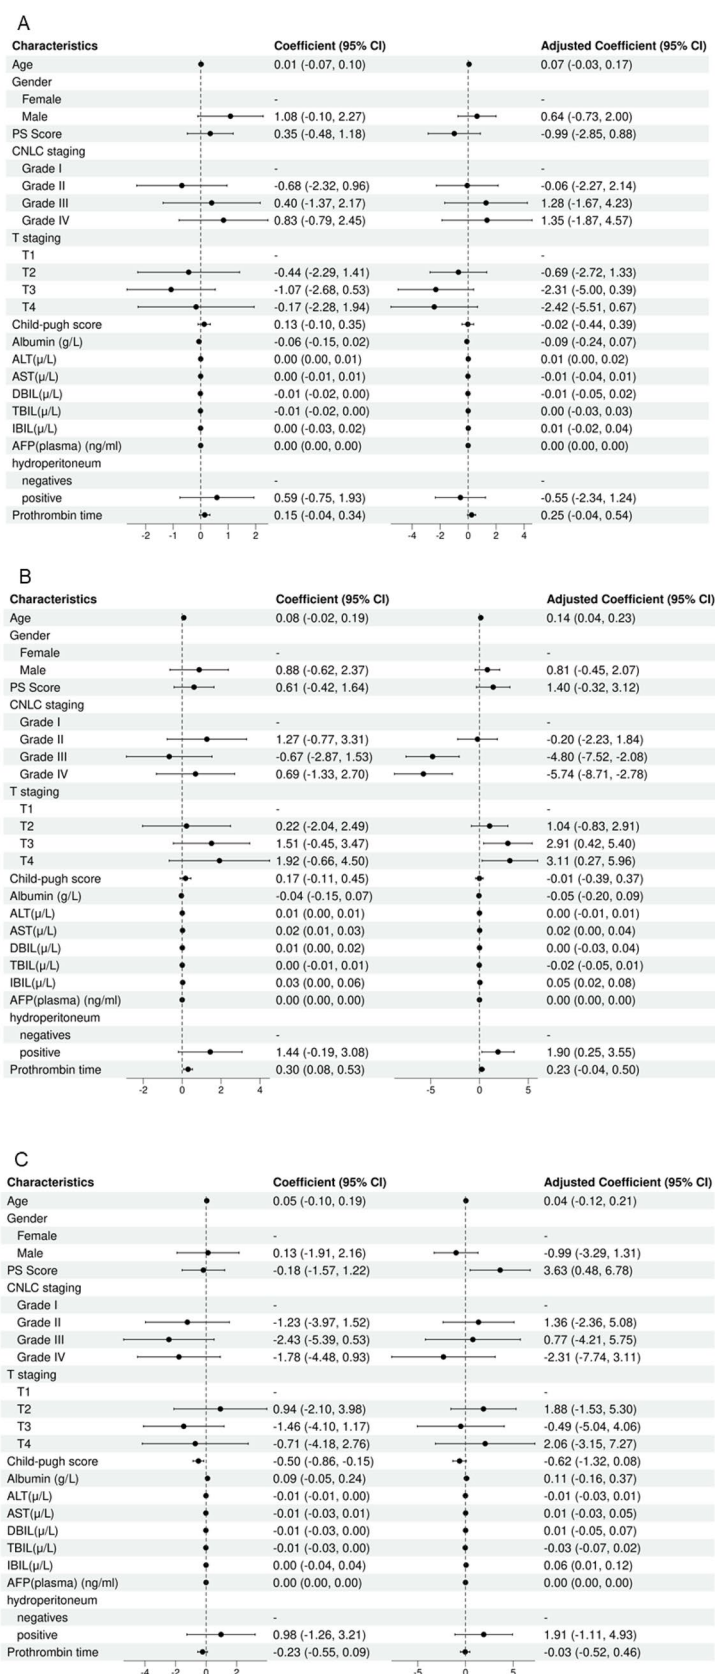 A
Characteristics Coefficient (95% CI) Adjusted Coefficient (95% CI)
Age 0.01 (-0.07, 0.10) 0.07 (-0.03, 0.17)
Gender
Female - -
Male 1.08 (-0.10, 2.27) 0.64 (-0.73, 2.00)
PS Score 0.35 (-0.48, 1.18) -0.99 (-2.85, 0.88)
CNLC staging
Grade I - -
Grade II -0.68 (-2.32, 0.96) -0.06 (-2.27, 2.14)
Grade III 0.40 (-1.37, 2.17) 1.28 (-1.67, 4.23)
Grade IV 0.83 (-0.79, 2.45) 1.35 (-1.87, 4.57)
T staging
T1 - -
T2 -0.44 (-2.29, 1.41) -0.69 (-2.72, 1.33)
T3 -1.07 (-2.68, 0.53) -2.31 (-5.00, 0.39)
T4 -0.17 (-2.28, 1.94) -2.42 (-5.51, 0.67)
Child-pugh score 0.13 (-0.10, 0.35) -0.02 (-0.44, 0.39)
Albumin (g/L) -0.06 (-0.15, 0.02) -0.09 (-0.24, 0.07)
ALT(μ/L) 0.00 (0.00, 0.01) 0.01 (0.00, 0.02)
AST(μ/L) 0.00 (-0.01, 0.01) -0.01 (-0.04, 0.01)
DBIL(μ/L) -0.01 (-0.02, 0.00) -0.01 (-0.05, 0.02)
TBIL(μ/L) -0.01 (-0.02, 0.00) 0.00 (-0.03, 0.03)
IBIL(μ/L) 0.00 (-0.03, 0.02) 0.01 (-0.02, 0.04)
AFP(plasma) (ng/ml) 0.00 (0.00, 0.00) 0.00 (0.00, 0.00)
hydroperitoneum
negatives - -
positive 0.59 (-0.75, 1.93) -0.55 (-2.34, 1.24)
Prothrombin time 0.15 (-0.04, 0.34) 0.25 (-0.04, 0.54)
-2 -1 0 1 2 -4 -2 0 2 4
B
Characteristics Coefficient (95% CI) Adjusted Coefficient (95% CI)
Age 0.08 (-0.02, 0.19) 0.14 (0.04, 0.23)
Gender
Female - -
Male 0.88 (-0.62, 2.37) 0.81 (-0.45, 2.07)
PS Score 0.61 (-0.42, 1.64) 1.40 (-0.32, 3.12)
CNLC staging
Grade I - -
Grade II 1.27 (-0.77, 3.31) -0.20 (-2.23, 1.84)
Grade III -0.67 (-2.87, 1.53) -4.80 (-7.52, -2.08)
Grade IV 0.69 (-1.33, 2.70) -5.74 (-8.71, -2.78)
T staging
T1 - -
T2 0.22 (-2.04, 2.49) 1.04 (-0.83, 2.91)
T3 1.51 (-0.45, 3.47) 2.91 (0.42, 5.40)
T4 1.92 (-0.66, 4.50) 3.11 (0.27, 5.96)
Child-pugh score 0.17 (-0.11, 0.45) -0.01 (-0.39, 0.37)
Albumin (g/L) -0.04 (-0.15, 0.07) -0.05 (-0.20, 0.09)
ALT(μ/L) 0.01 (0.00, 0.01) 0.00 (-0.01, 0.01)
AST(μ/L) 0.02 (0.01, 0.03) 0.02 (0.00, 0.04)
DBIL(μ/L) 0.01 (0.00, 0.02) 0.00 (-0.03, 0.04)
TBIL(μ/L) 0.00 (-0.01, 0.01) -0.02 (-0.05, 0.01)
IBIL(μ/L) 0.03 (0.00, 0.06) 0.05 (0.02, 0.08)
AFP(plasma) (ng/ml) 0.00 (0.00, 0.00) 0.00 (0.00, 0.00)
hydroperitoneum
negatives - -
positive 1.44 (-0.19, 3.08) 1.90 (0.25, 3.55)
Prothrombin time 0.30 (0.08, 0.53) 0.23 (-0.04, 0.50)
-2 0 2 4 -5 0 5
C
Characteristics Coefficient (95% CI) Adjusted Coefficient (95% CI)
Age 0.05 (-0.10, 0.19) 0.04 (-0.12, 0.21)
Gender
Female - -
Male 0.13 (-1.91, 2.16) -0.99 (-3.29, 1.31)
PS Score -0.18 (-1.57, 1.22) 3.63 (0.48, 6.78)
CNLC staging
Grade I - -
Grade II -1.23 (-3.97, 1.52) 1.36 (-2.36, 5.08)
Grade III -2.43 (-5.39, 0.53) 0.77 (-4.21, 5.75)
Grade IV -1.78 (-4.48, 0.93) -2.31 (-7.74, 3.11)
T staging
T1 - -
T2 0.94 (-2.10, 3.98) 1.88 (-1.53, 5.30)
T3 -1.46 (-4.10, 1.17) -0.49 (-5.04, 4.06)
T4 -0.71 (-4.18, 2.76) 2.06 (-3.15, 7.27)
Child-pugh score -0.50 (-0.86, -0.15) -0.62 (-1.32, 0.08)
Albumin (g/L) 0.09 (-0.05, 0.24) 0.11 (-0.16, 0.37)
ALT(μ/L) -0.01 (-0.01, 0.00) -0.01 (-0.03, 0.01)
AST(μ/L) -0.01 (-0.03, 0.01) 0.01 (-0.03, 0.05)
DBIL(μ/L) -0.01 (-0.03, 0.00) 0.01 (-0.05, 0.07)
TBIL(μ/L) -0.01 (-0.03, 0.00) -0.03 (-0.07, 0.02)
IBIL(μ/L) 0.00 (-0.04, 0.04) 0.06 (0.01, 0.12)
AFP(plasma) (ng/ml) 0.00 (0.00, 0.00) 0.00 (0.00, 0.00)
hydroperitoneum
negatives - -
positive 0.98 (-1.26, 3.21) 1.91 (-1.11, 4.93)
Prothrombin time -0.23 (-0.55, 0.09) -0.03 (-0.52, 0.46)
-4 -2 0 2 -5 0 5